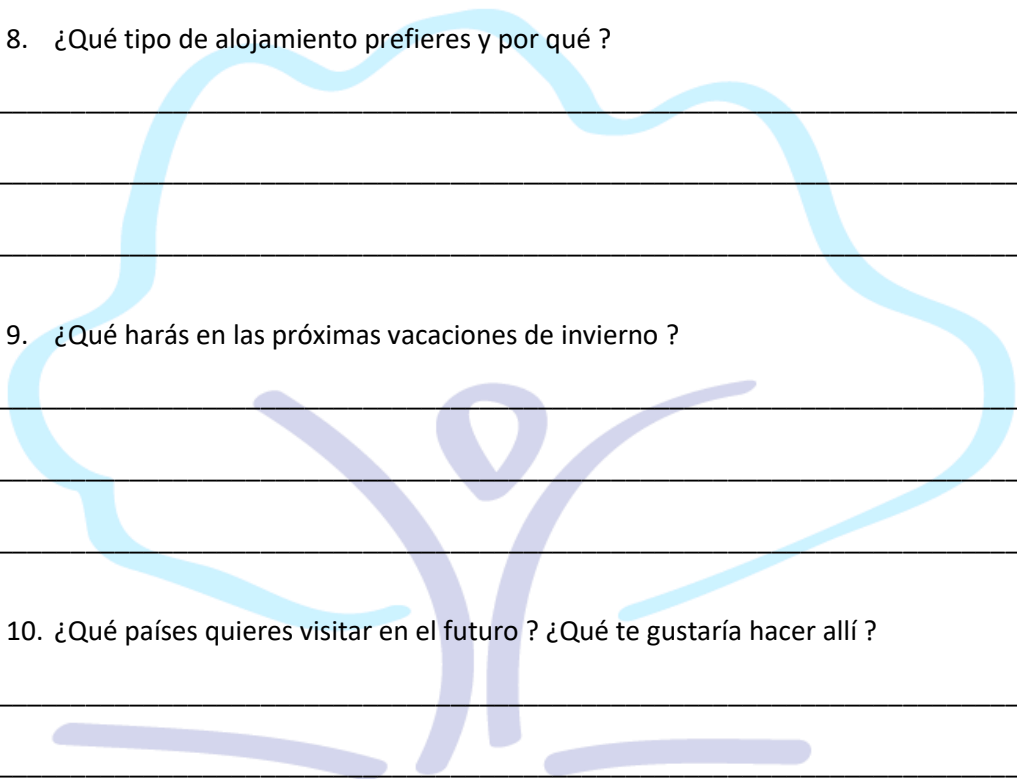 8. ¿Qué tipo de alojamiento prefieres y por qué ?
9. ¿Qué harás en las próximas vacaciones de invierno ?
10. ¿Qué países quieres visitar en el futuro ? ¿Qué te gustaría hacer allí ?